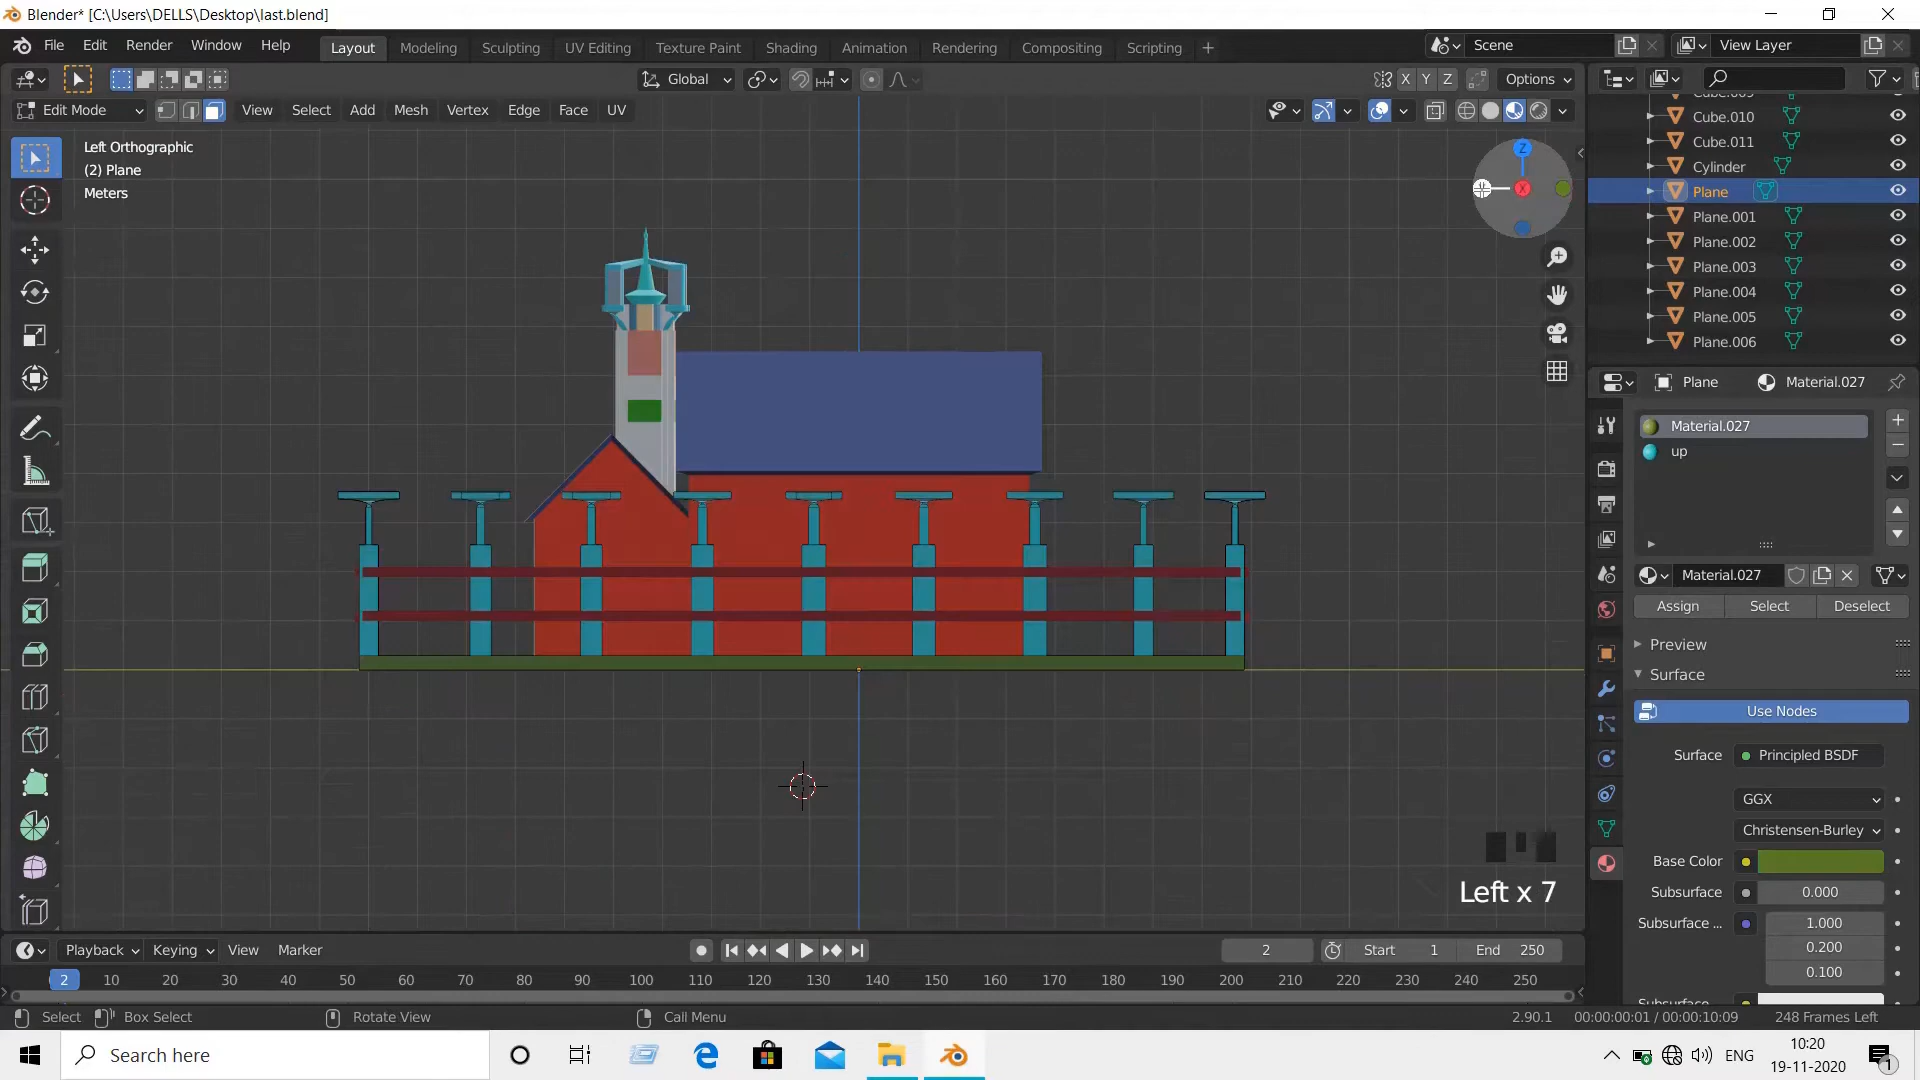 Blender* [C:\Users\DELLS\Desktop\last.blend]
File Edit Render Window Help Layout Modeling Sculpting UV Editing Texture Paint Shading Animation Rendering Compositing Scripting + Scene View Layer
Global X Y Z Options
Edit Mode View Select Add Mesh Vertex Edge Face UV
Left Orthographic
(2) Plane
Meters
Z
X
Cube.010
Cube.011
Cylinder
Plane
Plane.001
Plane.002
Plane.003
Plane.004
Plane.005
Plane.006
Plane Material.027
Material.027
up
Material.027
Assign Select Deselect
Preview
Surface
Use Nodes
Surface Principled BSDF
GGX
Christensen-Burley
Base Color
Subsurface 0.000
Subsurface ... 1.000
0.200
0.100
Left x 7
Playback Keying View Marker 2 Start 1 End 250
2 10 20 30 40 50 60 70 80 90 100 110 120 130 140 150 160 170 180 190 200 210 220 230 240 250
Select Box Select Rotate View Call Menu 2.90.1 00:00:00:01 / 00:00:10:09 248 Frames Left
Search here ENG 10:20
19-11-2020 1